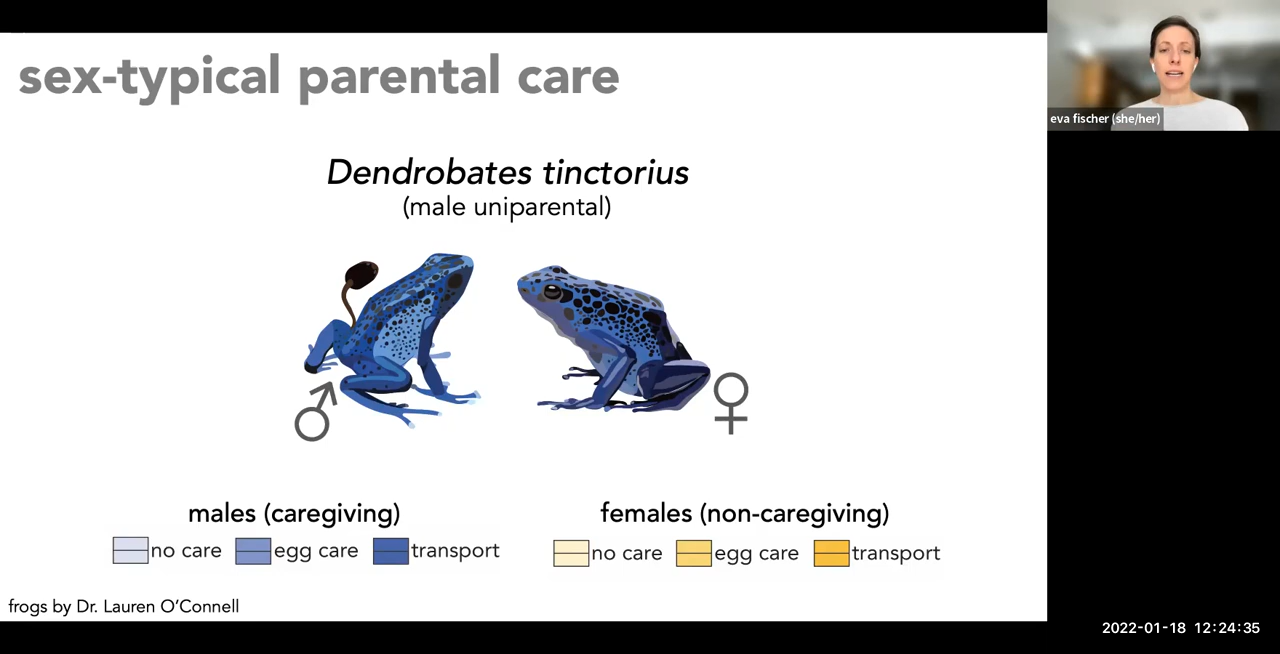 sex-typical parental care
eva fischer (she/her)
Dendrobates tinctorius
(male uniparental)
♂
♀
males (caregiving)
females (non-caregiving)
no care egg care transport
no care egg care transport
frogs by Dr. Lauren O’Connell
2022-01-18 12:24:35